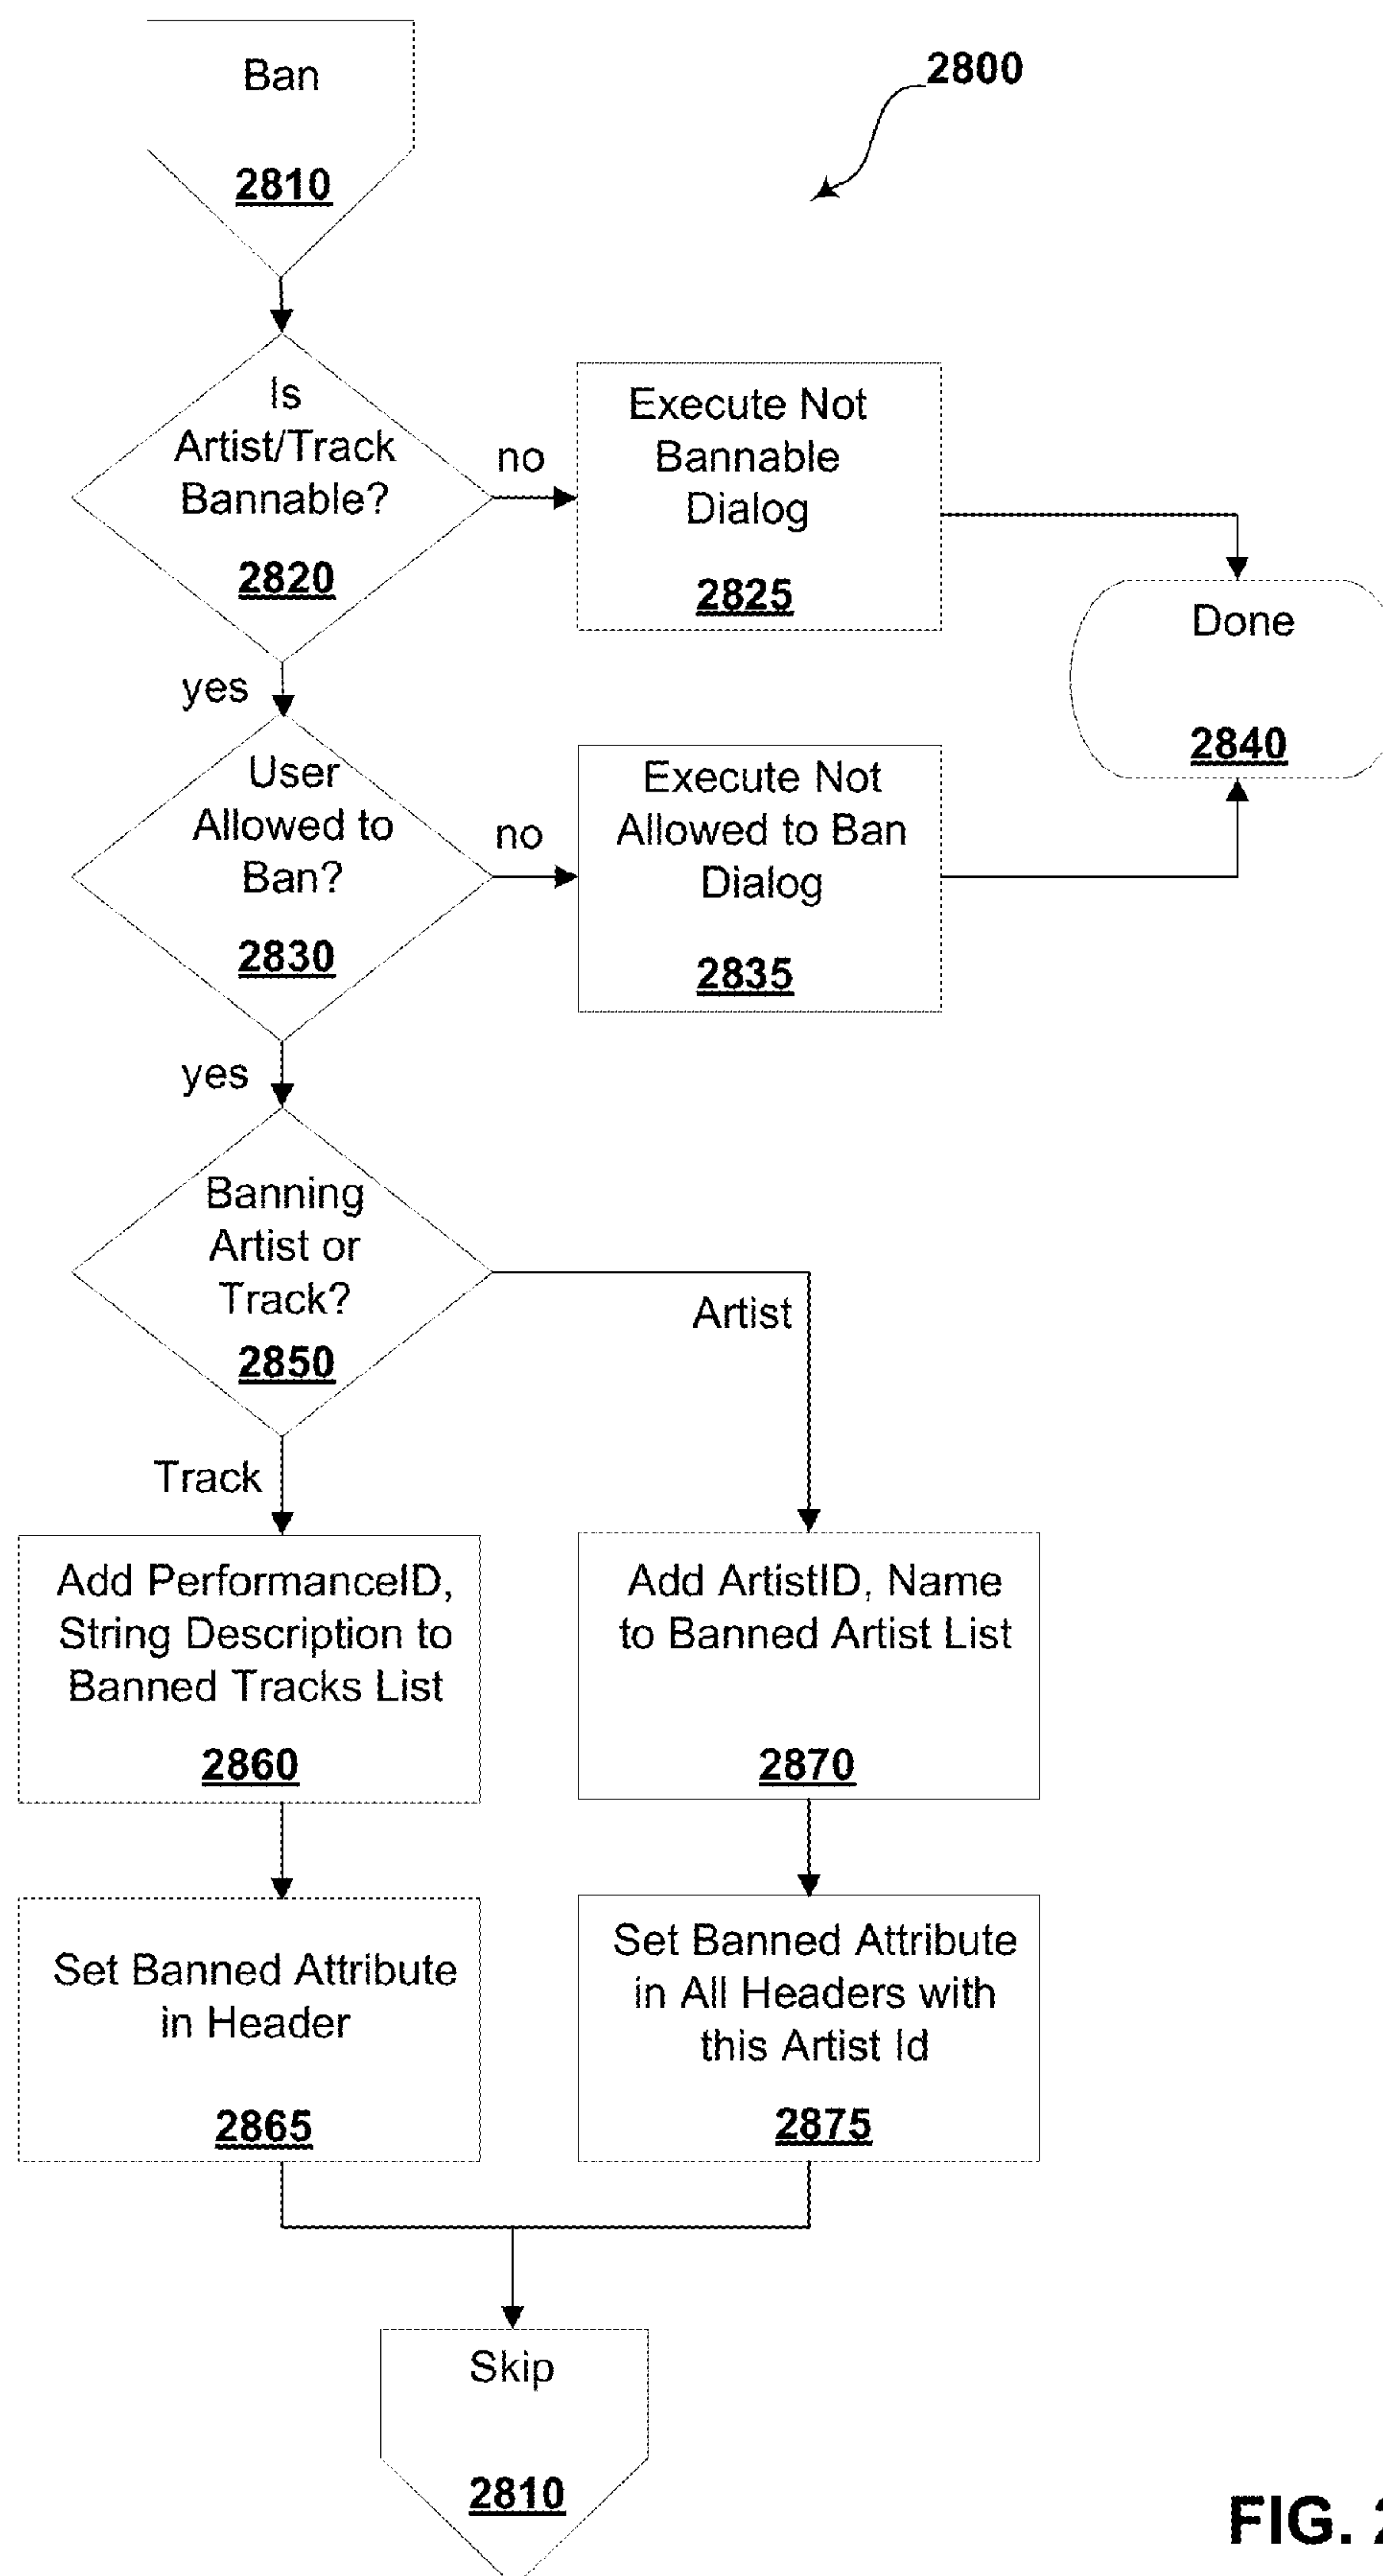 Ban
2810
2800
Is
Artist/Track
Bannable?
2820
no
Execute Not
Bannable
Dialog
2825
Done
2840
yes
User
Allowed to
Ban?
2830
no
Execute Not
Allowed to Ban
Dialog
2835
yes
Banning
Artist or
Track?
2850
Artist
Track
Add PerformanceID,
String Description to
Banned Tracks List
2860
Add ArtistID, Name
to Banned Artist List
2870
Set Banned Attribute
in Header
2865
Set Banned Attribute
in All Headers with
this Artist Id
2875
Skip
2810
FIG.